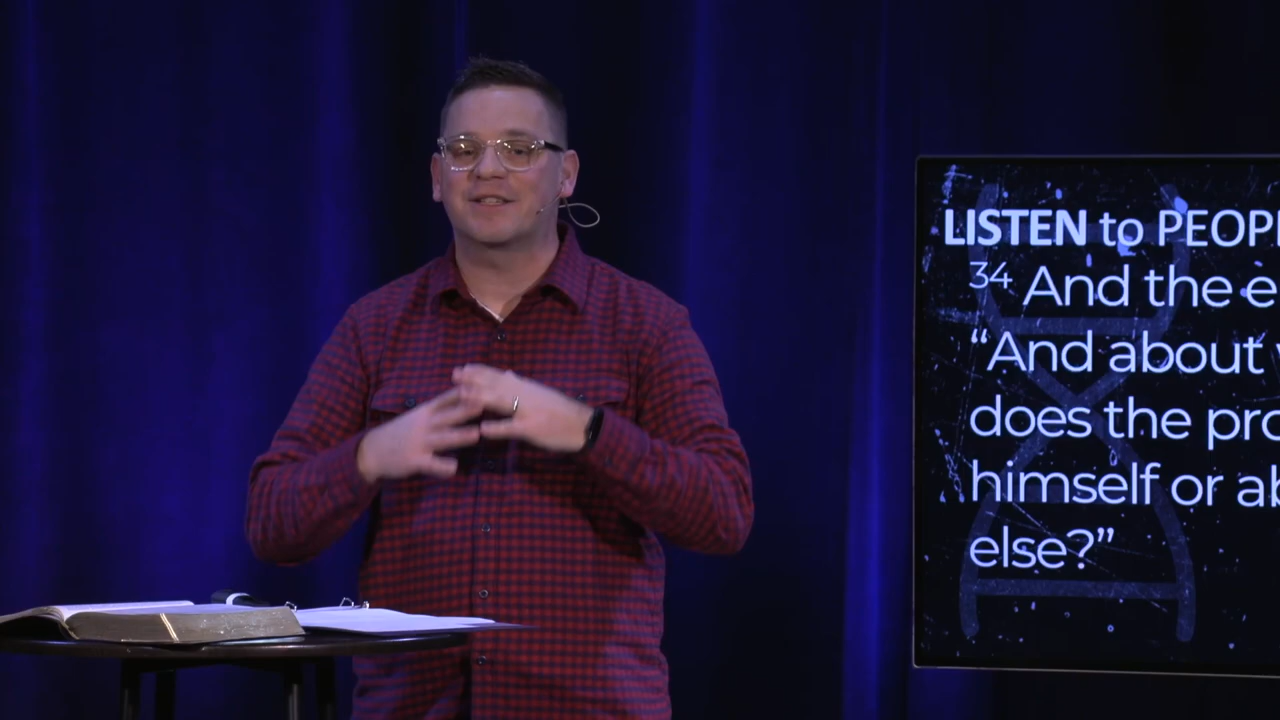 LISTEN to PEOP
34 And the e
“And about
does the pro
himself or ab
else?”